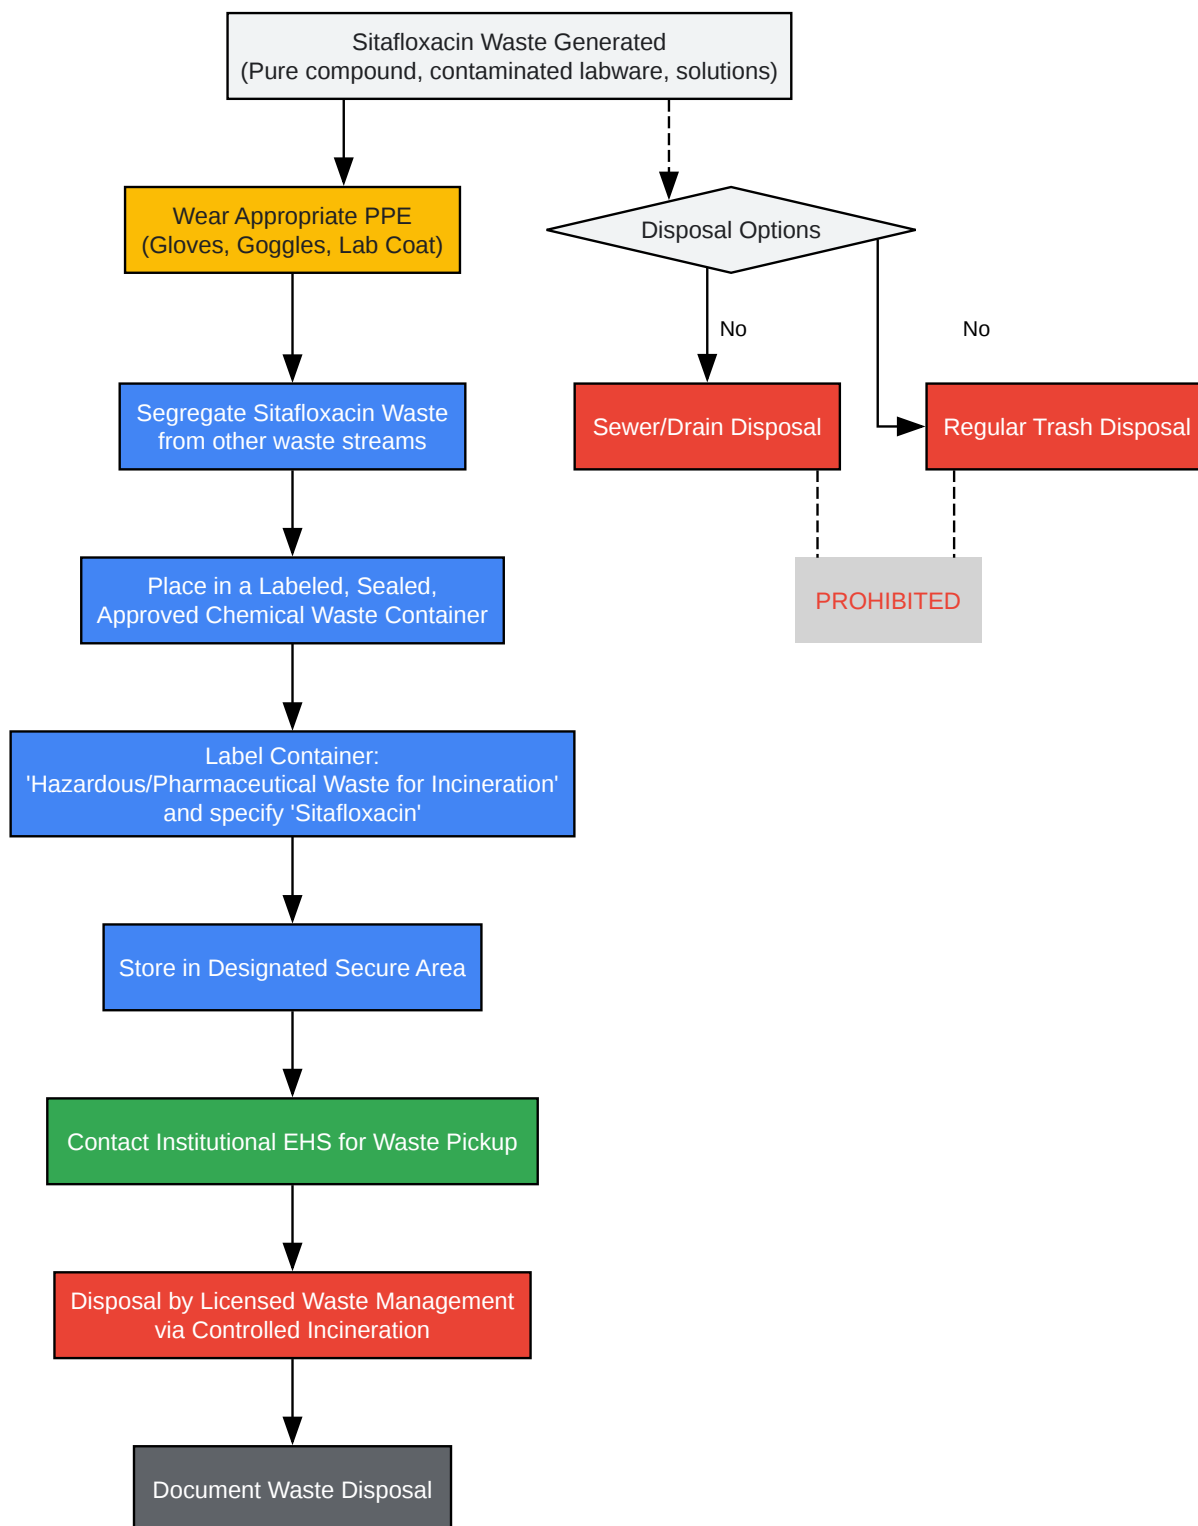 Sitafloxacin Waste Generated
(Pure compound, contaminated labware, solutions)
Wear Appropriate PPE
(Gloves, Goggles, Lab Coat)
Disposal Options
No
No
Segregate Sitafloxacin Waste
from other waste streams
Sewer/Drain Disposal
Regular Trash Disposal
Place in a Labeled, Sealed,
Approved Chemical Waste Container
PROHIBITED
Label Container:
'Hazardous/Pharmaceutical Waste for Incineration'
and specify 'Sitafloxacin'
Store in Designated Secure Area
Contact Institutional EHS for Waste Pickup
Disposal by Licensed Waste Management
via Controlled Incineration
Document Waste Disposal